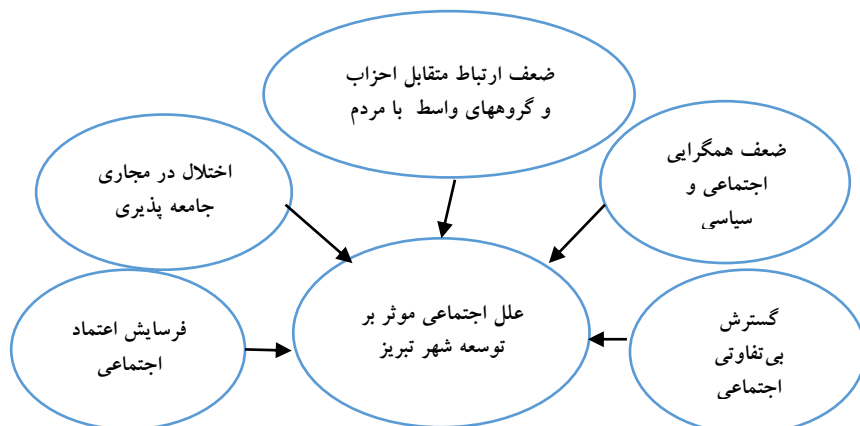 ضعف ارتباط متقابل احزاب
و گروههای واسط با مردم
ضعف همگرایی
اجتماعی و
سیاسی
اختلال در مجاری
جامعه پذیری
علل اجتماعی موثر بر
توسعه شهر تبریز
گسترش
بی‌تفاوتی
اجتماعی
فرسایش اعتماد
اجتماعی